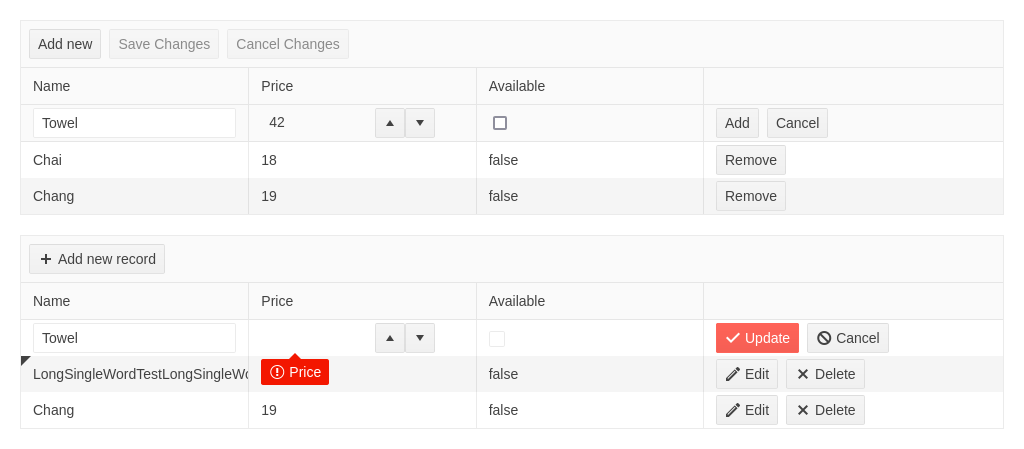 Add new Save Changes Cancel Changes
Name Price Available
Towel 42 Add Cancel
Chai 18 false Remove
Chang 19 false Remove
Add new record
Name Price Available
Towel Update Cancel
LongSingleWordTestLongSingleWo Price false Edit Delete
Chang 19 false Edit Delete